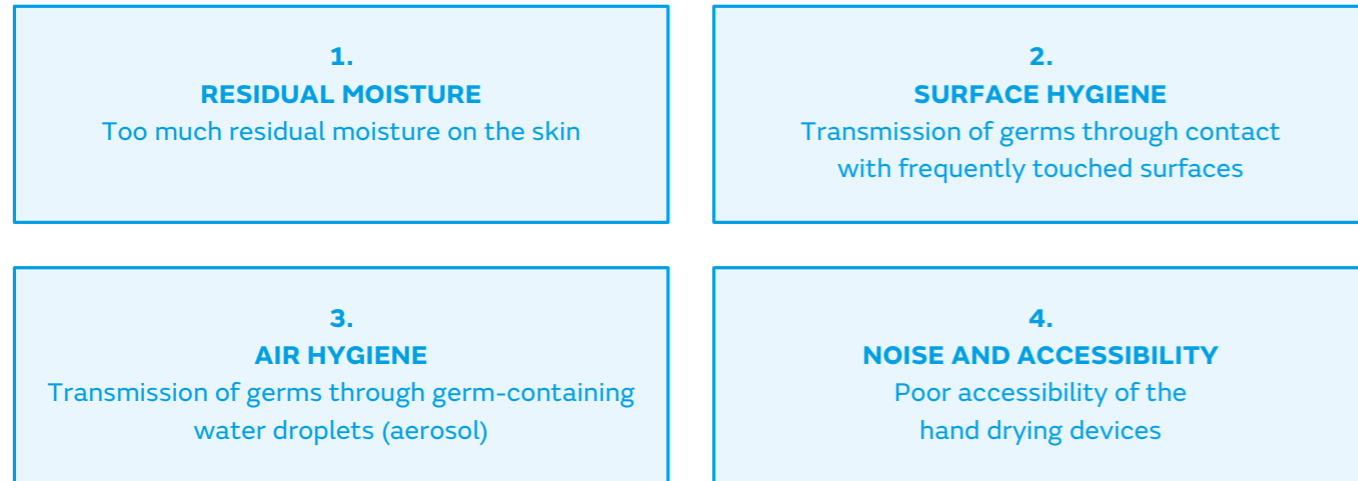 1.
RESIDUAL MOISTURE
Too much residual moisture on the skin
2.
SURFACE HYGIENE
Transmission of germs through contact
with frequently touched surfaces
3.
AIR HYGIENE
Transmission of germs through germ-containing
water droplets (aerosol)
4.
NOISE AND ACCESSIBILITY
Poor accessibility of the
hand drying devices